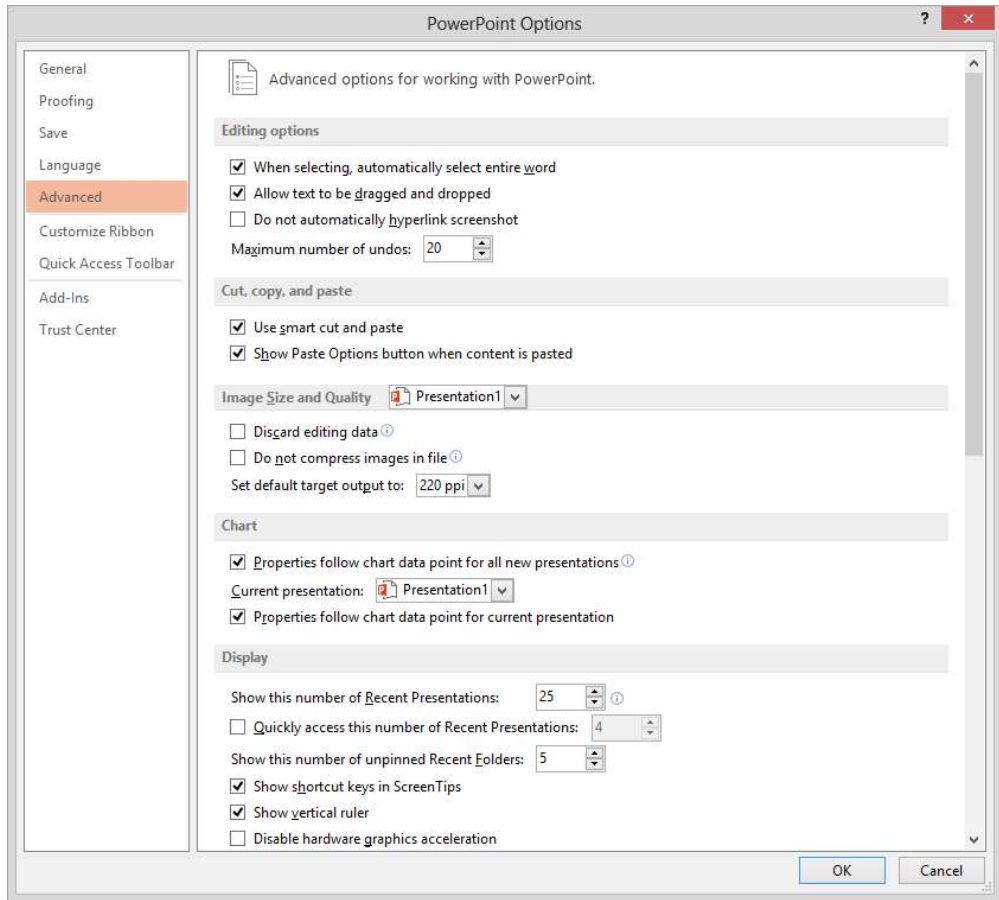 PowerPoint Options
?
General
Proofing
Save
Language
Advanced
Customize Ribbon
Quick Access Toolbar
Add-Ins
Trust Center
Advanced options for working with PowerPoint.
Editing options
When selecting, automatically select entire word
Allow text to be dragged and dropped
Do not automatically hyperlink screenshot
Maximum number of undos: 20
Cut, copy, and paste
Use smart cut and paste
Show Paste Options button when content is pasted
Image Size and Quality Presentation1
Discard editing data
Do not compress images in file
Set default target output to: 220 ppi
Chart
Properties follow chart data point for all new presentations
Current presentation: Presentation1
Properties follow chart data point for current presentation
Display
Show this number of Recent Presentations: 25
Quickly access this number of Recent Presentations: 4
Show this number of unpinned Recent Folders: 5
Show shortcut keys in ScreenTips
Show vertical ruler
Disable hardware graphics acceleration
OK Cancel